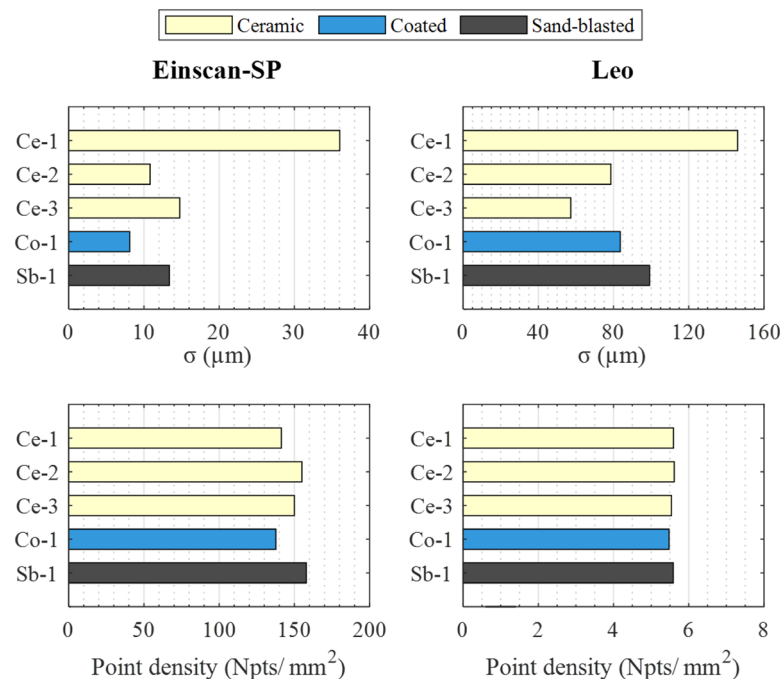 Ceramic Coated Sand-blasted
Einscan-SP Leo
Ce-1 Ce-1
Ce-2 Ce-2
Ce-3 Ce-3
Co-1 Co-1
Sb-1 Sb-1
0 10 20 30 40 0 40 80 120 160
σ (µm) σ (µm)
Ce-1 Ce-1
Ce-2 Ce-2
Ce-3 Ce-3
Co-1 Co-1
Sb-1 Sb-1
0 50 100 150 200 0 2 4 6 8
Point density (Npts/ mm²) Point density (Npts/ mm²)